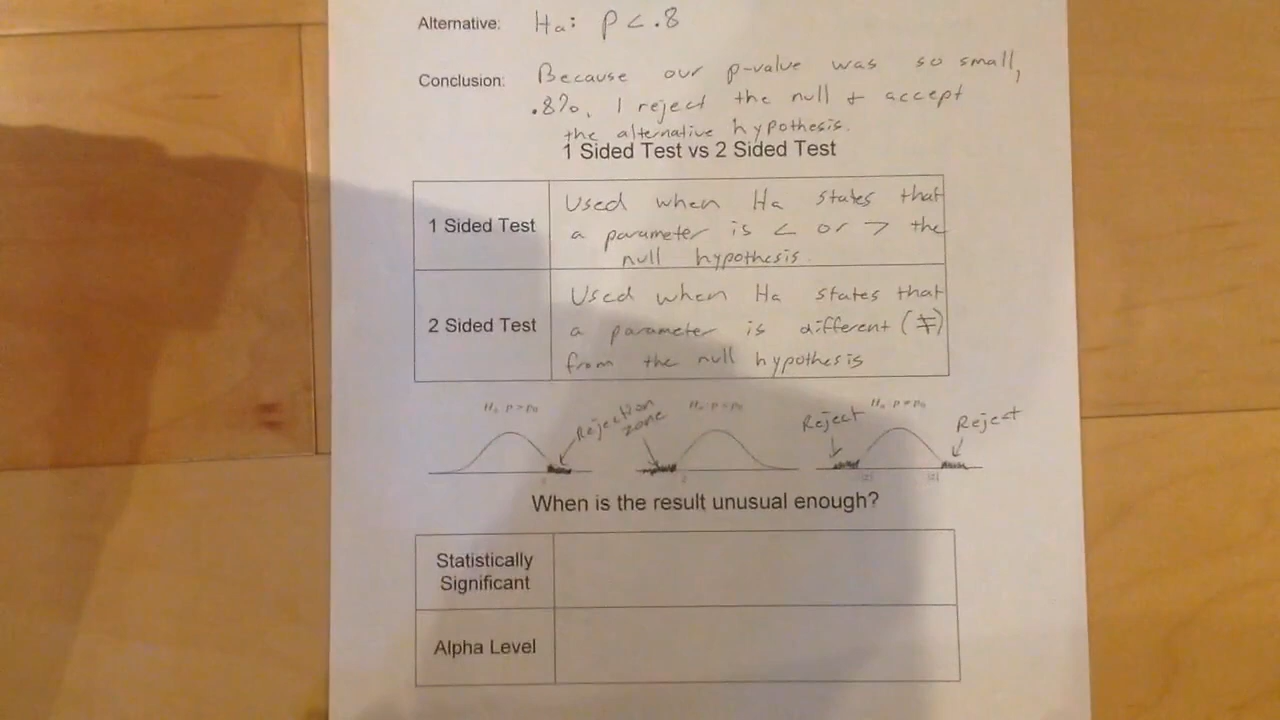 Alternative: Ha: p < .8
Conclusion: Because our p-value was so small,
.8%, I reject the null + accept
the alternative hypothesis.
1 Sided Test vs 2 Sided Test
1 Sided Test
Used when Ha states that
a parameter is < or > the
null hypothesis.
2 Sided Test
Used when Ha states that
a parameter is different (≠)
from the null hypothesis
Rejection
zone
Reject
Reject
When is the result unusual enough?
Statistically
Significant
Alpha Level